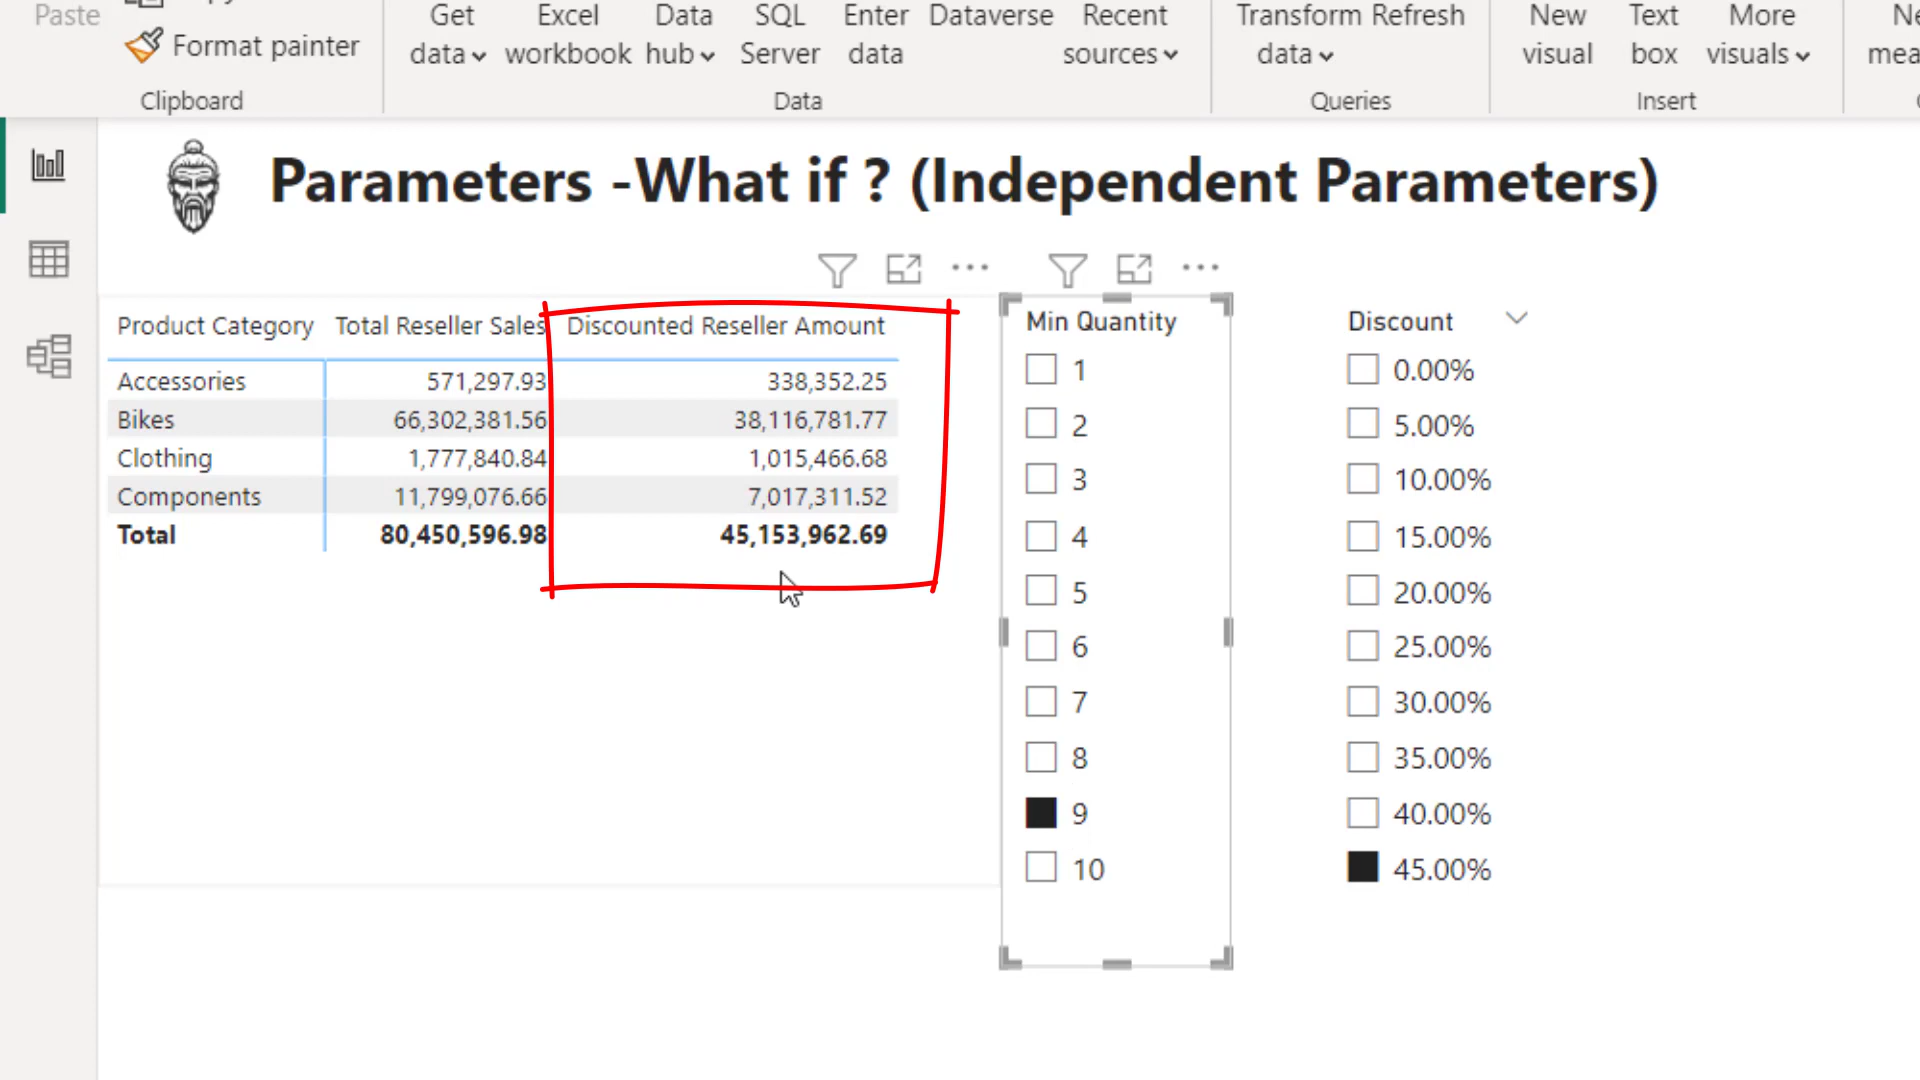 Paste
Format painter
Clipboard
Get data
Excel workbook
Data hub
SQL Server
Enter data
Dataverse
Recent sources
Data
Transform data
Refresh
Queries
New visual
Text box
More visuals
Insert
Parameters -What if ? (Independent Parameters)
Product Category Total Reseller Sales Discounted Reseller Amount
Accessories 571,297.93 338,352.25
Bikes 66,302,381.56 38,116,781.77
Clothing 1,777,840.84 1,015,466.68
Components 11,799,076.66 7,017,311.52
Total 80,450,596.98 45,153,962.69
Min Quantity
1
2
3
4
5
6
7
8
9
10
Discount
0.00%
5.00%
10.00%
15.00%
20.00%
25.00%
30.00%
35.00%
40.00%
45.00%